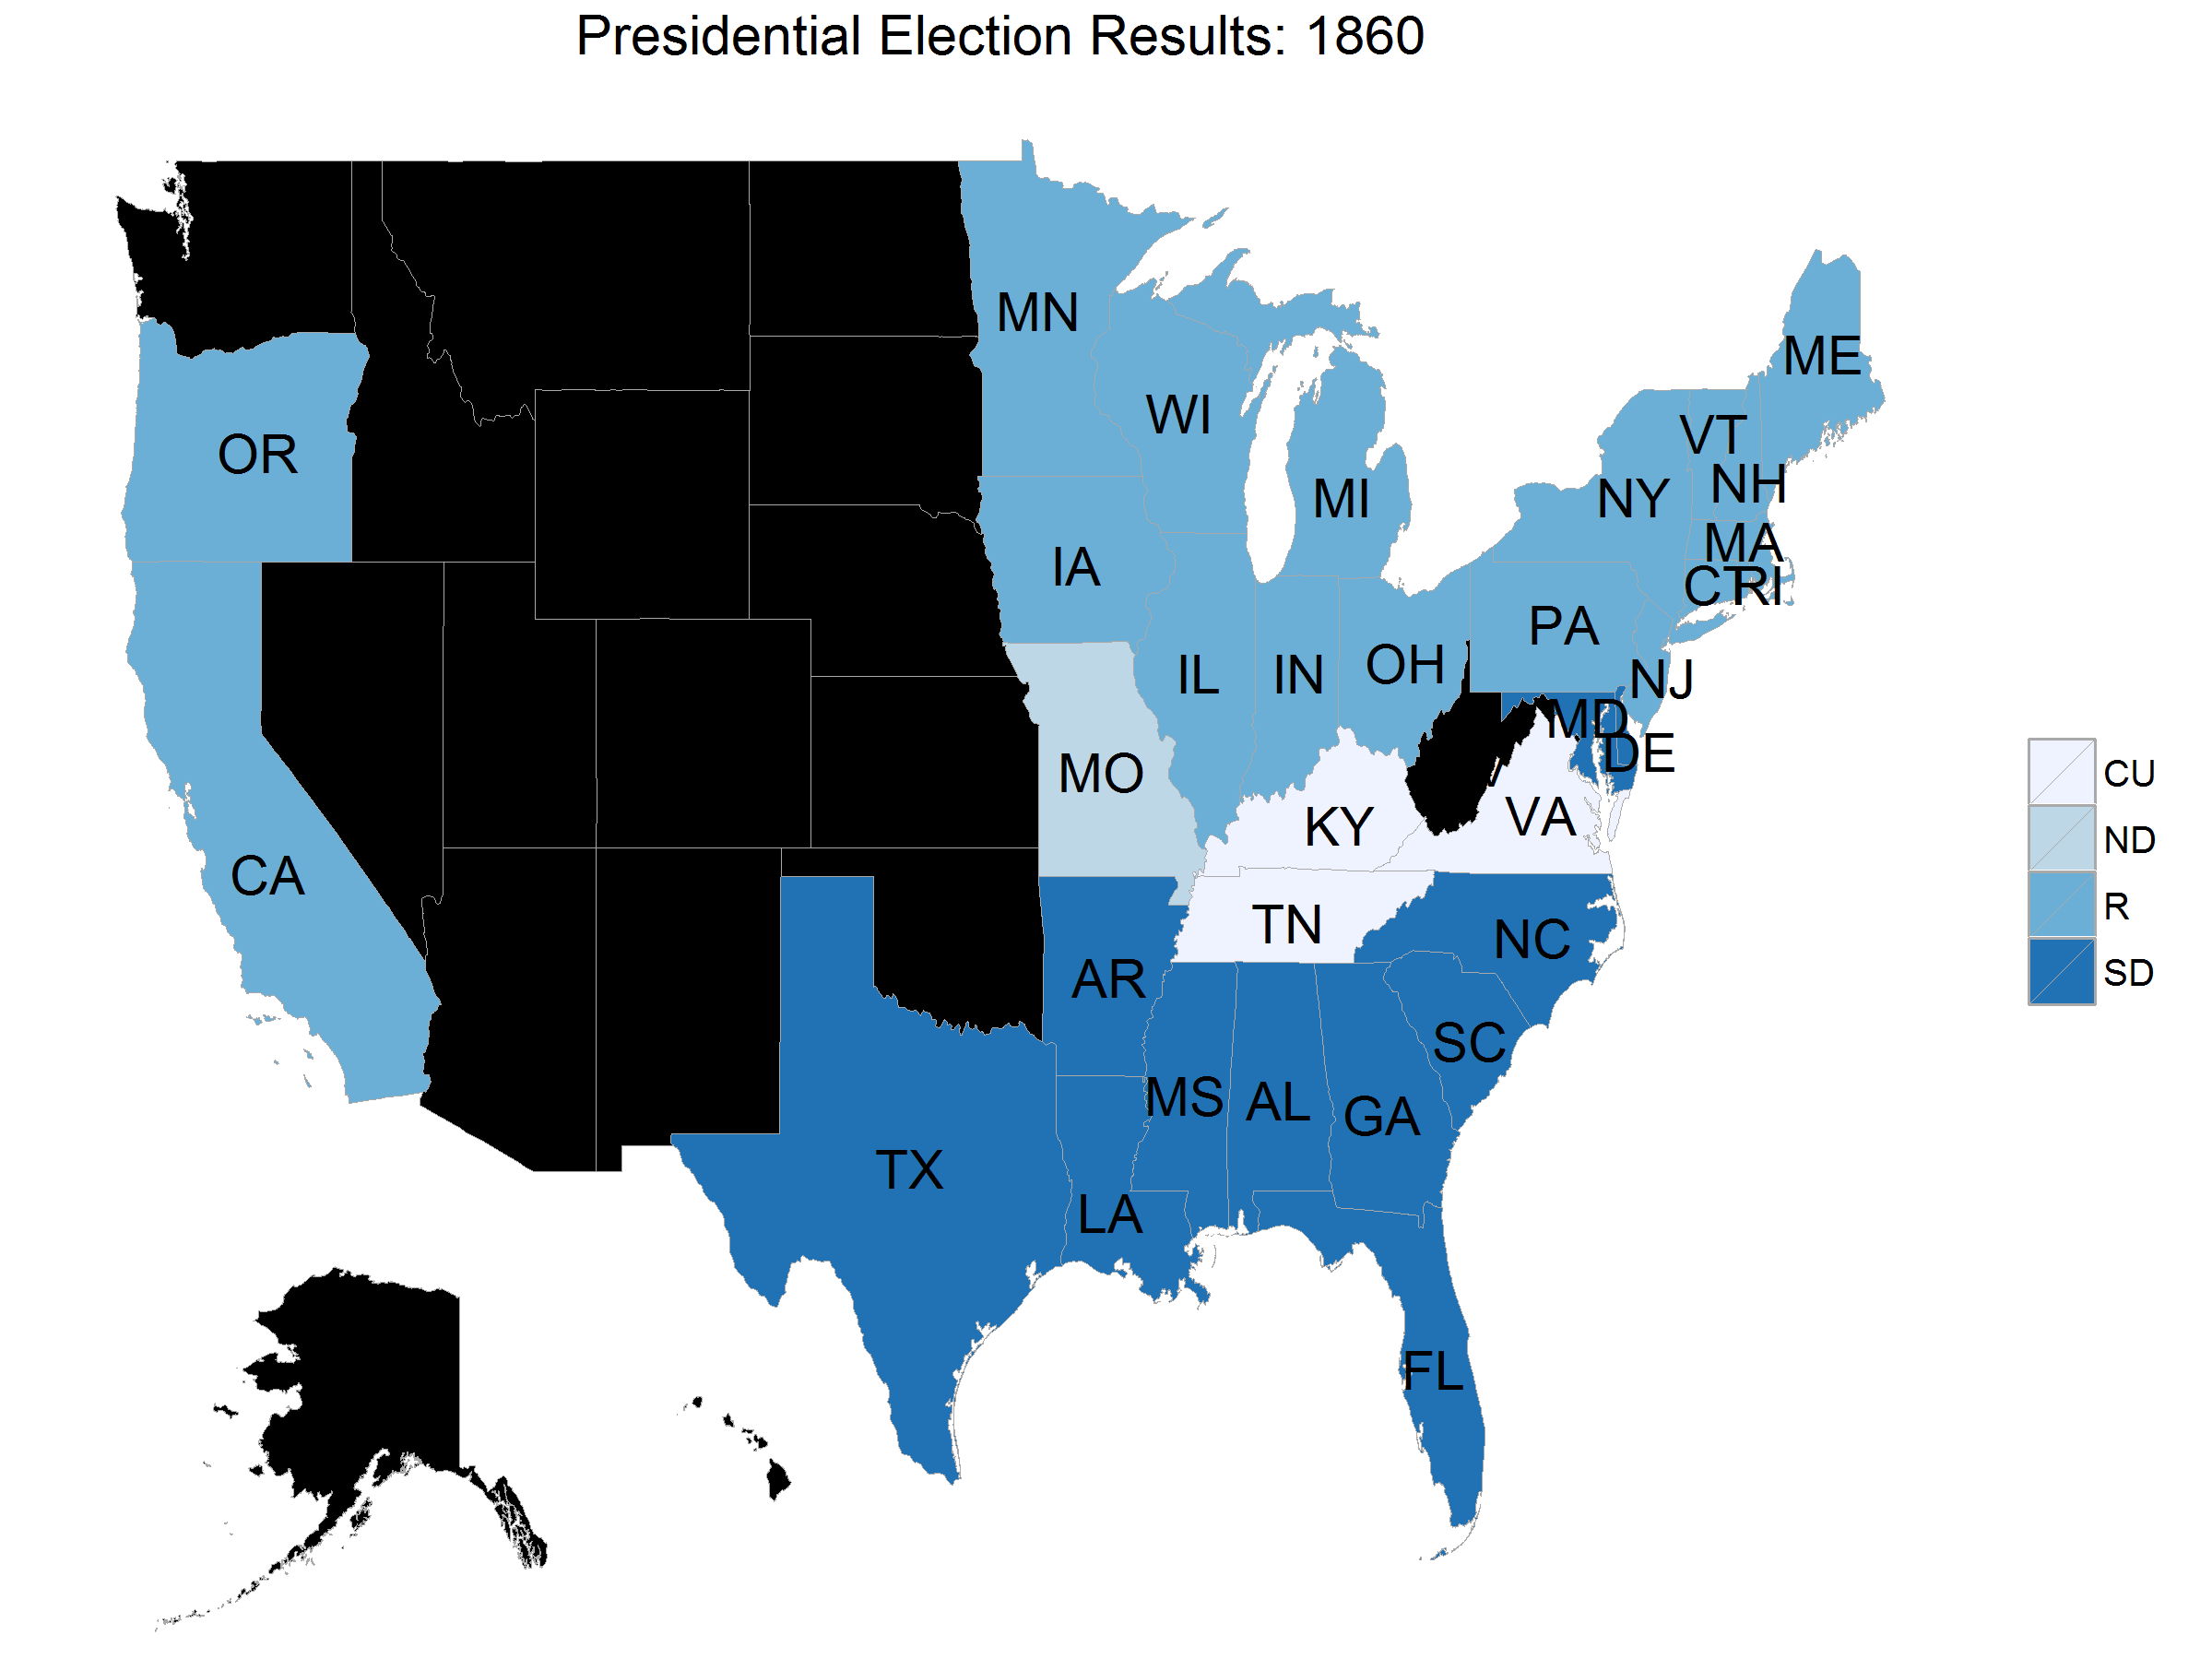 Presidential Election Results: 1860
MN
ME
WI
VT
OR
NH
NY
MI
MA
IA
CT
RI
PA
IL
IN
OH
NJ
MD
DE
MO
CU
VA
KY
ND
CA
R
TN
NC
SD
AR
SC
MS
AL
GA
TX
LA
FL